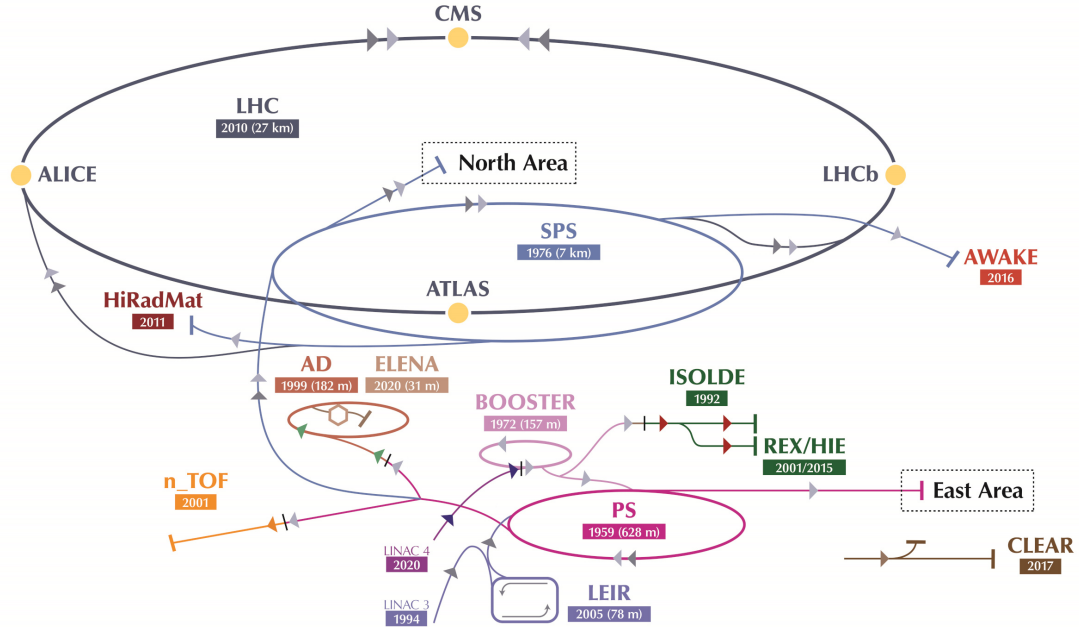 CMS
LHC
2010 (27 km)
North Area
ALICE
LHCb
SPS
1976 (7 km)
AWAKE
2016
ATLAS
HiRadMat
2011
AD
1999 (182 m)
ELENA
2020 (31 m)
ISOLDE
1992
BOOSTER
1972 (157 m)
REX/HIE
2001/2015
n_TOF
2001
East Area
PS
1959 (628 m)
LINAC 4
2020
CLEAR
2017
LINAC 3
1994
LEIR
2005 (78 m)